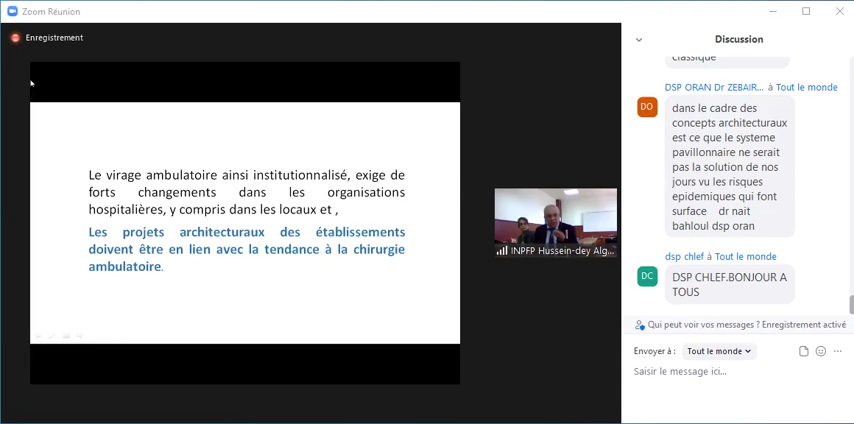 Zoom Réunion
Enregistrement
Le virage ambulatoire ainsi institutionnalisé, exige de
forts changements dans les organisations
hospitalières, y compris dans les locaux et ,
Les projets architecturaux des établissements
doivent être en lien avec la tendance à la chirurgie
ambulatoire.
INPFP Hussein-dey Alg...
Discussion
classique
DSP ORAN Dr ZEBAIR... à Tout le monde
DO
dans le cadre des
concepts architecturaux
est ce que le systeme
pavillonnaire ne serait
pas la solution de nos
jours vu les risques
epidemiques qui font
surface dr nait
bahloul dsp oran
dsp chlef à Tout le monde
DC
DSP CHLEF.BONJOUR A
TOUS
Qui peut voir vos messages ? Enregistrement activé
Envoyer à : Tout le monde
Saisir le message ici...